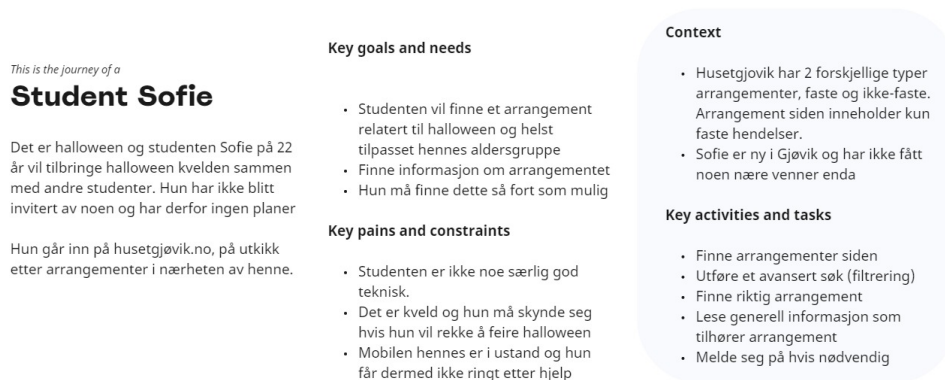 This is the journey of a
Student Sofie
Det er halloween og studenten Sofie på 22
år vil tilbringe halloween kvelden sammen
med andre studenter. Hun har ikke blitt
invitert av noen og har derfor ingen planer
Hun går inn på husetgjøvik.no, på utkikk
etter arrangementer i nærheten av henne.
Key goals and needs
• Studenten vil finne et arrangement
relatert til halloween og helst
tilpasset hennes aldersgruppe
• Finne informasjon om arrangementet
• Hun må finne dette så fort som mulig
Key pains and constraints
• Studenten er ikke noe særlig god
teknisk.
• Det er kveld og hun må skynde seg
hvis hun vil rekke å feire halloween
• Mobilen hennes er i ustand og hun
får dermed ikke ringt etter hjelp
Context
• Husetgjovik har 2 forskjellige typer
arrangementer, faste og ikke-faste.
Arrangement siden inneholder kun
faste hendelser.
• Sofie er ny i Gjøvik og har ikke fått
noen nære venner enda
Key activities and tasks
• Finne arrangementer siden
• Utføre et avansert søk (filtrering)
• Finne riktig arrangement
• Lese generell informasjon som
tilhører arrangement
• Melde seg på hvis nødvendig